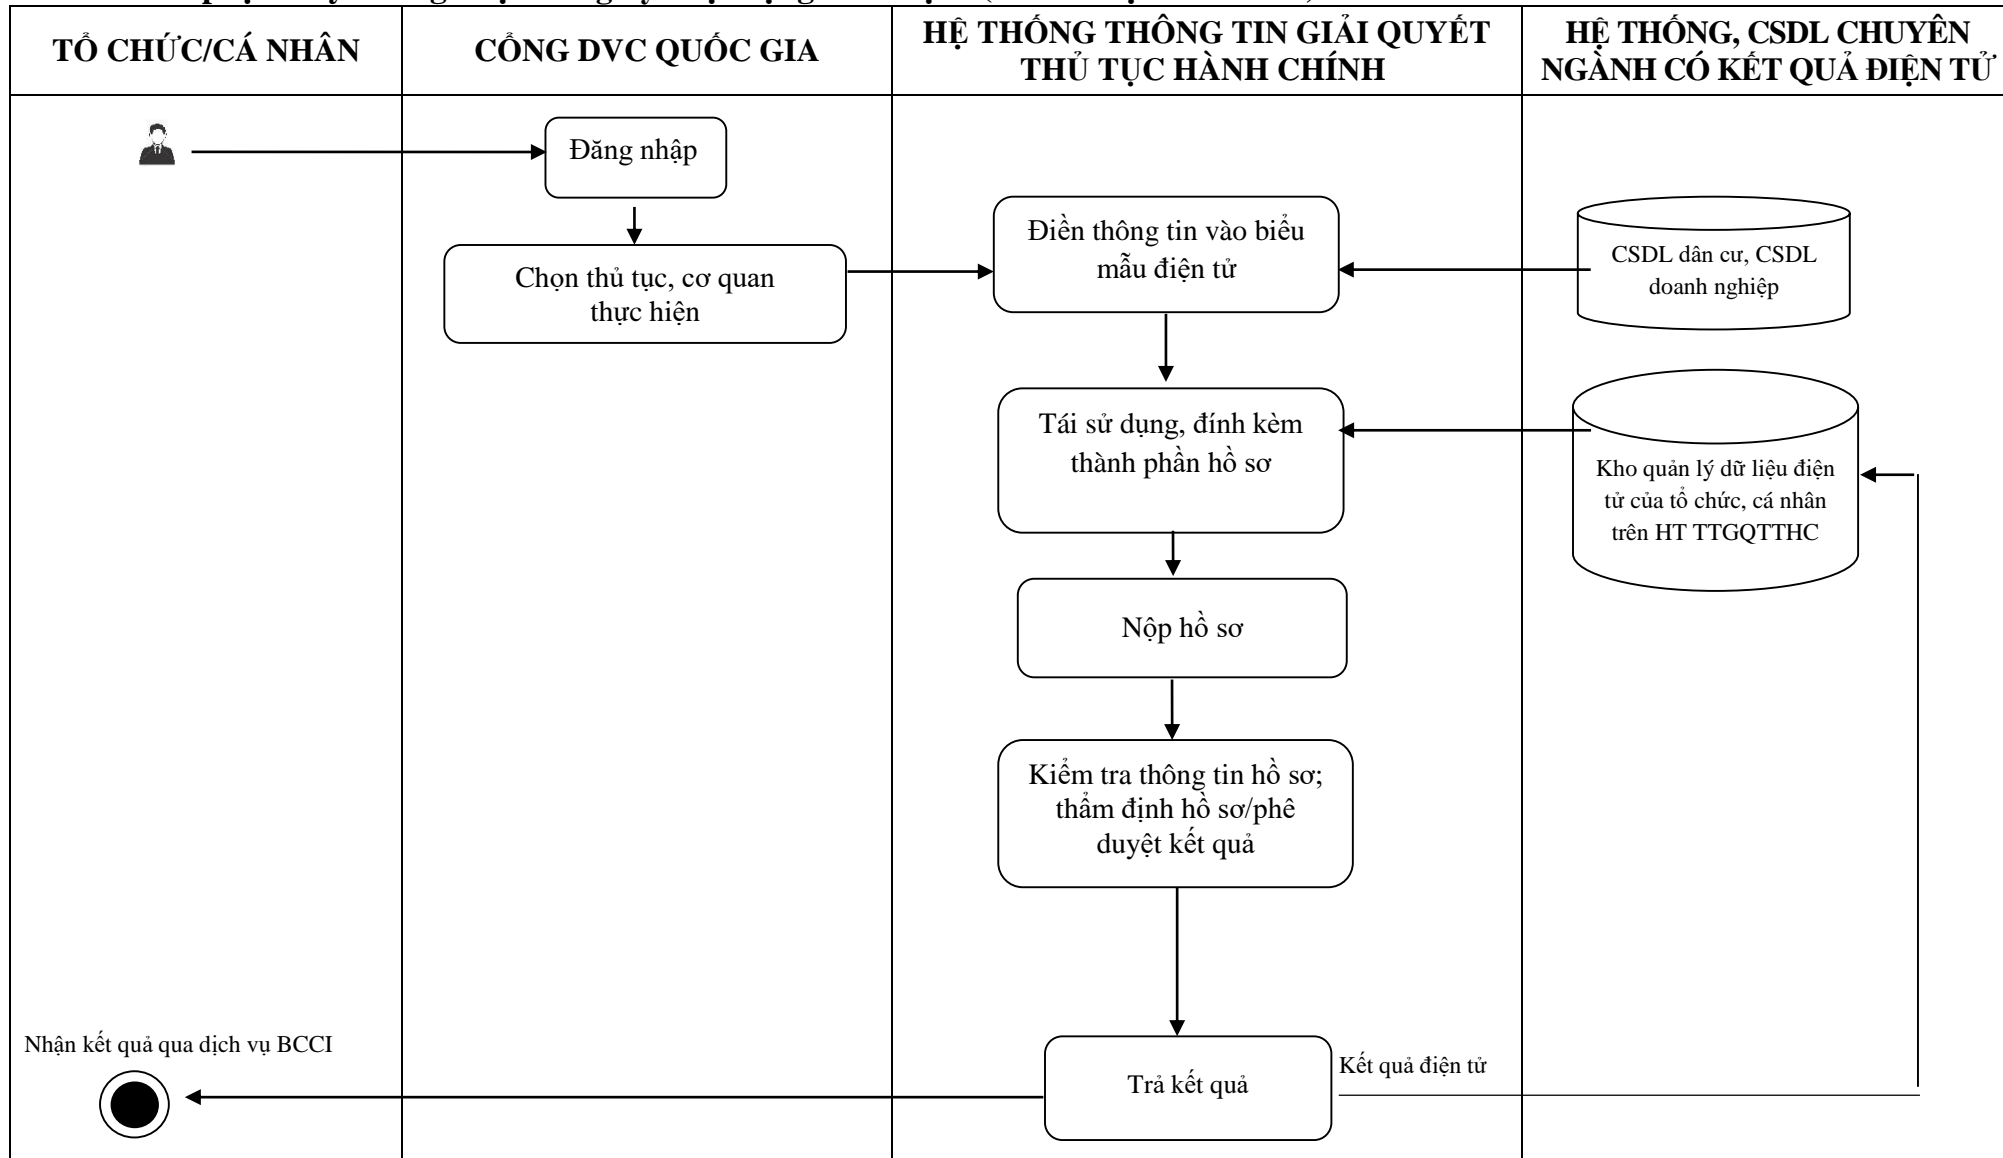 TỔ CHỨC/CÁ NHÂN
CỔNG DVC QUỐC GIA
HỆ THỐNG THÔNG TIN GIẢI QUYẾT
THỦ TỤC HÀNH CHÍNH
HỆ THỐNG, CSDL CHUYÊN
NGÀNH CÓ KẾT QUẢ ĐIỆN TỬ
Đăng nhập
Chọn thủ tục, cơ quan
thực hiện
Điền thông tin vào biểu
mẫu điện tử
CSDL dân cư, CSDL
doanh nghiệp
Tái sử dụng, đính kèm
thành phần hồ sơ
Kho quản lý dữ liệu điện
tử của tổ chức, cá nhân
trên HT TTGQTTHC
Nộp hồ sơ
Kiểm tra thông tin hồ sơ;
thẩm định hồ sơ/phê
duyệt kết quả
Nhận kết quả qua dịch vụ BCCI
Trả kết quả
Kết quả điện tử